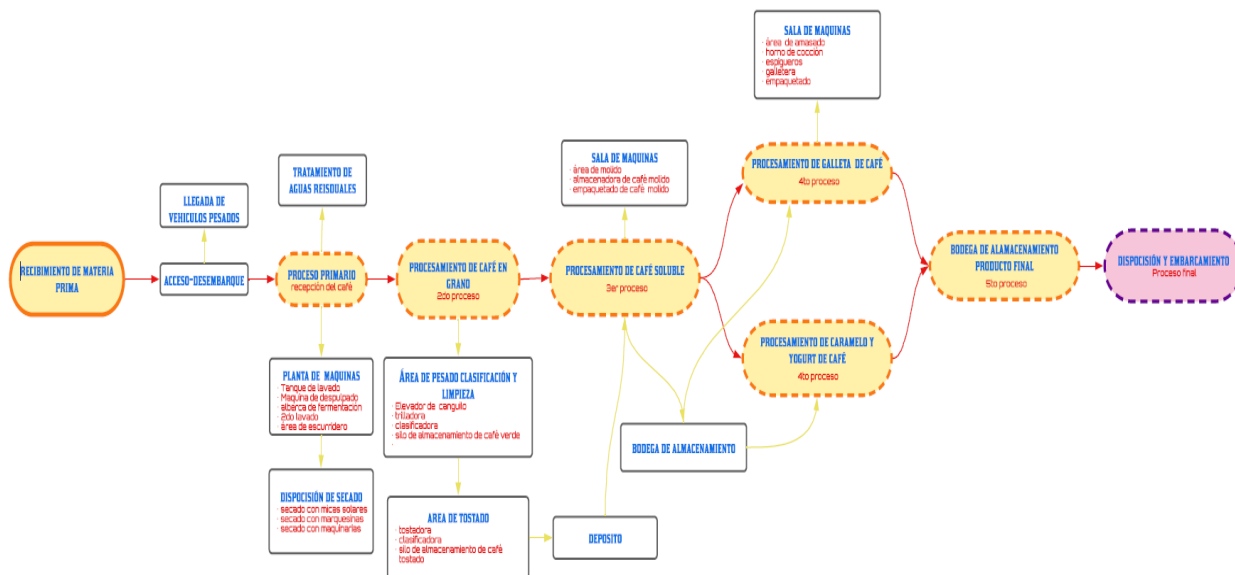 RECIBIMIENTO DE MATERIA
PRIMA
LLEGADA DE
VEHICULOS PESADOS
ACCESO-DESEMBARQUE
TRATAMIENTO DE
AGUAS REISDUALES
PROCESO PRIMARIO
recepción del café
PLANTA DE MAQUINAS
· Tanque de lavado
· Maquina de despulpado
· albarca de fermentación
· 2do lavado
· área de escurridero
DISPOCISIÓN DE SECADO
· secado con mices solares
· secado con marquesinas
· secado con maquinarias
PROCESAMIENTO DE CAFÉ EN
GRANO
2do proceso
ÁREA DE PESADO CLASIFICACIÓN Y
LIMPIEZA
· Elevador de canguilo
· trilladora
· clasificadora
· silo de almacenamiento de café verde
·
AREA DE TOSTADO
· tostadora
· clasificadora
· silo de almacenamiento de café
tostado
DEPOSITO
SALA DE MAQUINAS
· área de molido
· almacenadora de café molido
· empaquetado de café molido
PROCESAMIENTO DE CAFÉ SOLUBLE
3er proceso
BODEGA DE ALMACENAMIENTO
SALA DE MAQUINAS
· área de amasado
· horno de cocción
· espigueros
· galletera
· empaquetado
PROCESAMIENTO DE GALLETA DE CAFÉ
4to proceso
PROCESAMIENTO DE CARAMELO Y
YOGURT DE CAFÉ
4to proceso
BODEGA DE ALAMACENAMIENTO
PRODUCTO FINAL
5to proceso
DISPOCISIÓN Y EMBARCAMIENTO
Proceso final